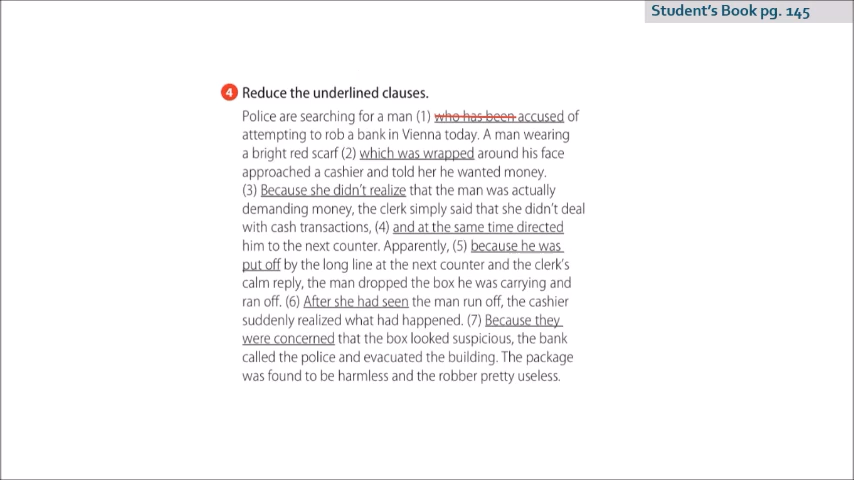 Student's Book pg. 145
4 Reduce the underlined clauses.
Police are searching for a man (1) who has been accused of
attempting to rob a bank in Vienna today. A man wearing
a bright red scarf (2) which was wrapped around his face
approached a cashier and told her he wanted money.
(3) Because she didn't realize that the man was actually
demanding money, the clerk simply said that she didn't deal
with cash transactions, (4) and at the same time directed
him to the next counter. Apparently, (5) because he was
put off by the long line at the next counter and the clerk's
calm reply, the man dropped the box he was carrying and
ran off. (6) After she had seen the man run off, the cashier
suddenly realized what had happened. (7) Because they
were concerned that the box looked suspicious, the bank
called the police and evacuated the building. The package
was found to be harmless and the robber pretty useless.